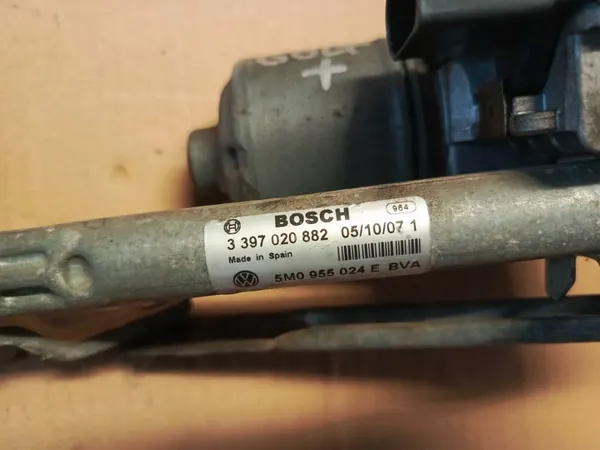 BOSCH 964
3 397 020 882 05/10/07 1
Made in Spain
5M0 955 024 E BVA